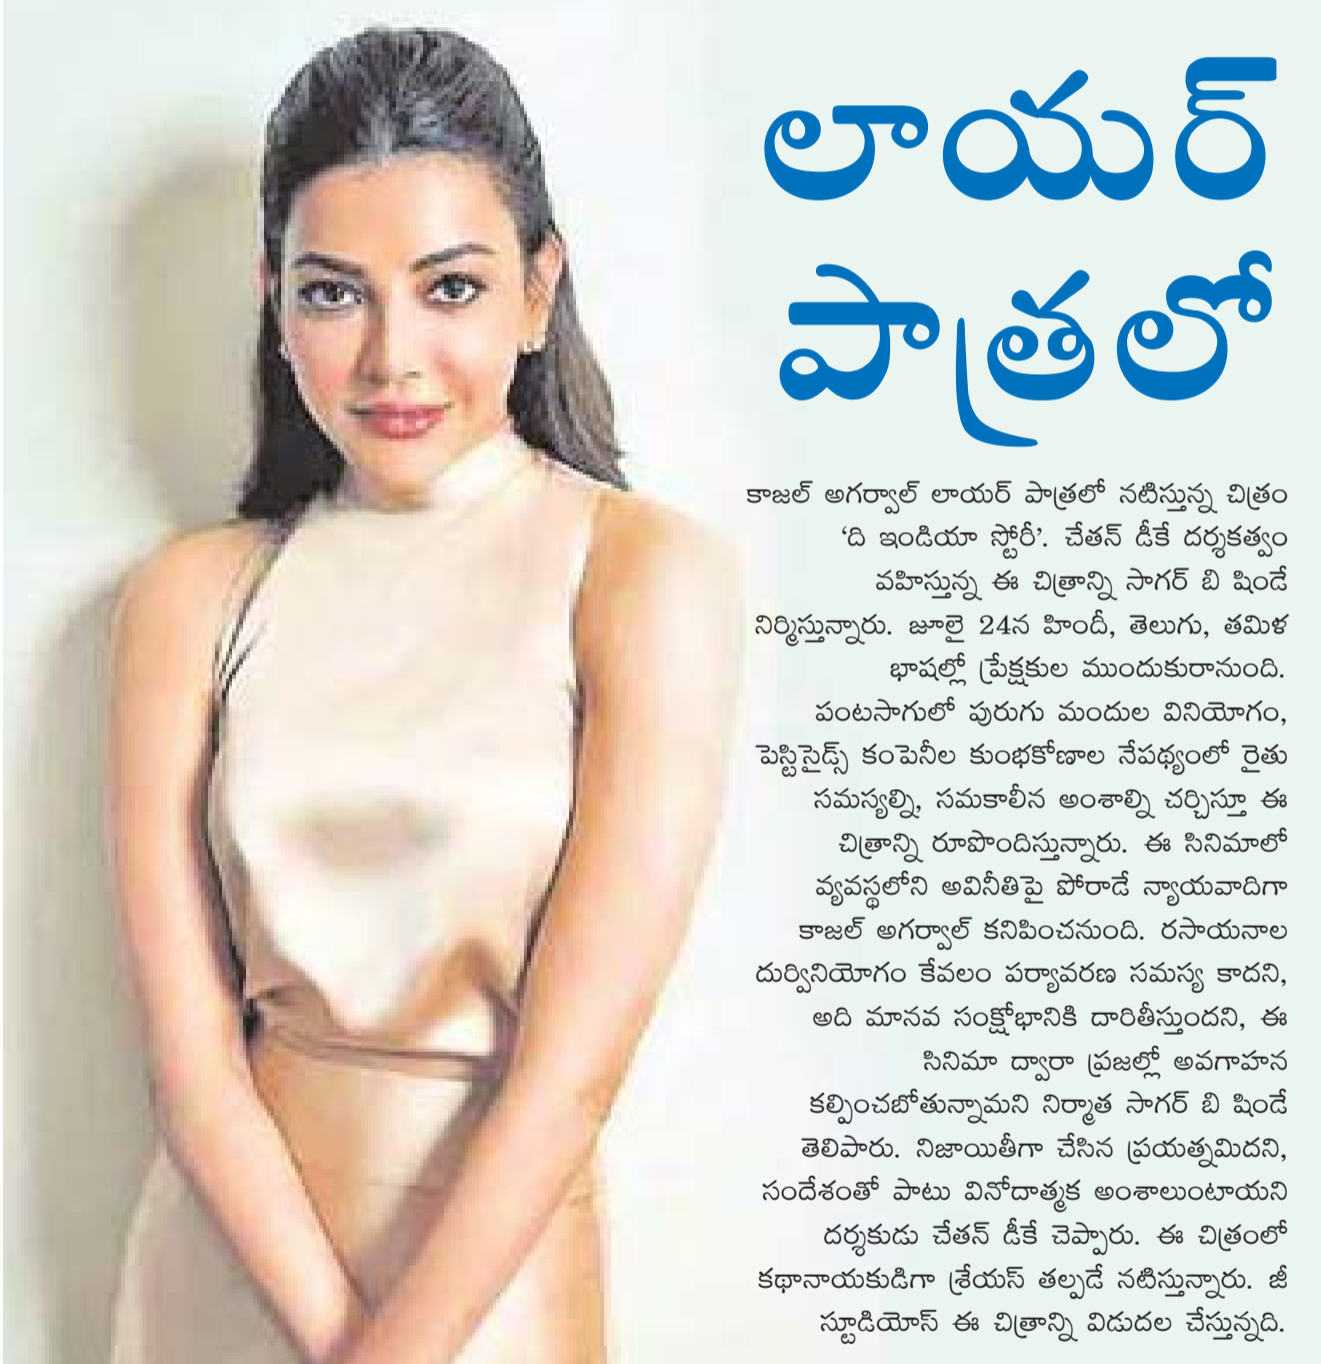 లాయర్
పాత్రలో
కాజల్ అగర్వాల్ లాయర్ పాత్రలో నటిస్తున్న చిత్రం
‘ది ఇండియా స్టోరీ’. చేతన్ డీకే దర్శకత్వం
వహిస్తున్న ఈ చిత్రాన్ని సాగర్ బి షిండే
నిర్మిస్తున్నారు. జూలై 24న హిందీ, తెలుగు, తమిళ
భాషల్లో ప్రేక్షకుల ముందుకురానుంది.
పంటసాగులో పురుగు మందుల వినియోగం,
పెస్టిసైడ్స్ కంపెనీల కుంభకోణాల నేపథ్యంలో రైతు
సమస్యల్ని, సమకాలీన అంశాల్ని చర్చిస్తూ ఈ
చిత్రాన్ని రూపొందిస్తున్నారు. ఈ సినిమాలో
వ్యవస్థలోని అవినీతిపై పోరాడే న్యాయవాదిగా
కాజల్ అగర్వాల్ కనిపించనుంది. రసాయనాల
దుర్వినియోగం కేవలం పర్యావరణ సమస్య కాదని,
అది మానవ సంక్షోభానికి దారితీస్తుందని, ఈ
సినిమా ద్వారా ప్రజల్లో అవగాహన
కల్పించబోతున్నామని నిర్మాత సాగర్ బి షిండే
తెలిపారు. నిజాయితీగా చేసిన ప్రయత్నమిదని,
సందేశంతో పాటు వినోదాత్మక అంశాలుంటాయని
దర్శకుడు చేతన్ డీకే చెప్పారు. ఈ చిత్రంలో
కథానాయకుడిగా శ్రేయస్ తల్పడే నటిస్తున్నారు. జీ
స్టూడియోస్ ఈ చిత్రాన్ని విడుదల చేస్తున్నది.